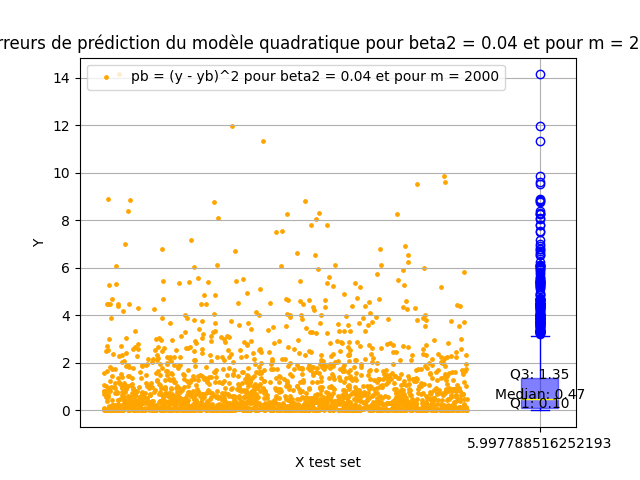 rreurs de prédiction du modèle quadratique pour beta2 = 0.04 et pour m = 2
pb = (y - yb)^2 pour beta2 = 0.04 et pour m = 2000
14
12
10
8
6
4
2
0
Y
Q3: 1.35
Median: 0.47
Q1: 0.10
5.997788516252193
X test set